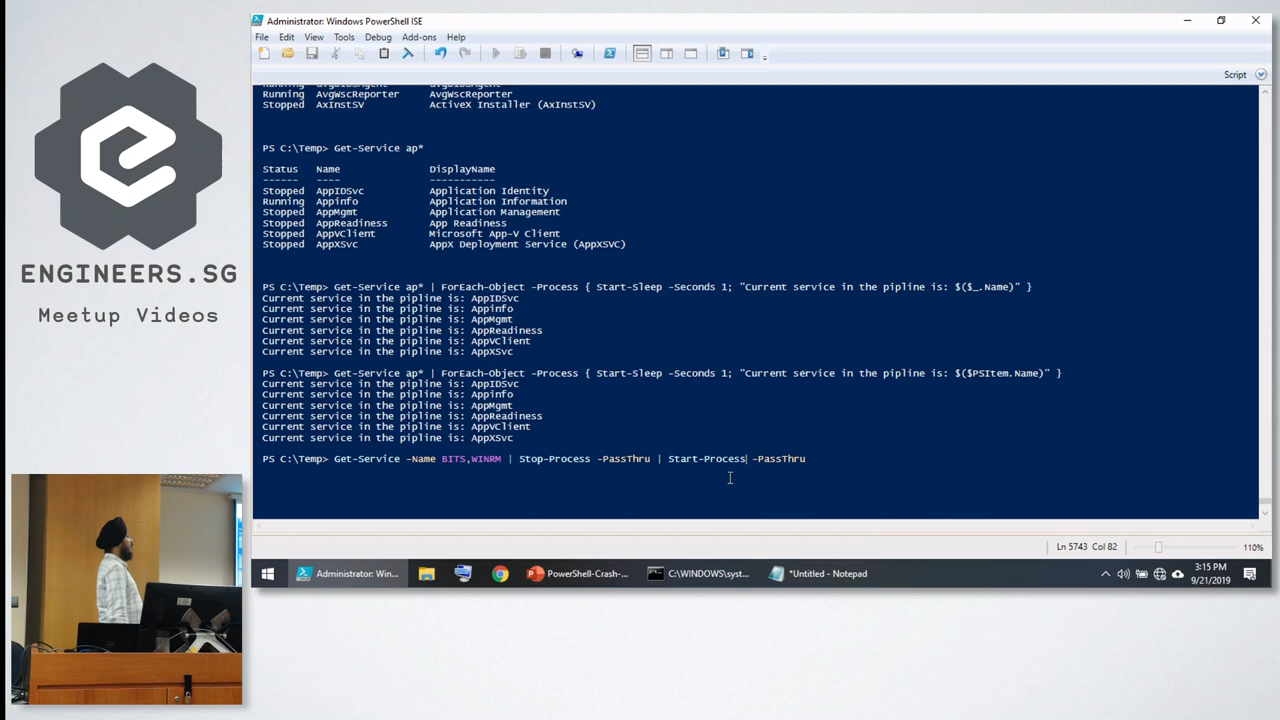 Administrator: Windows PowerShell ISE
File Edit View Tools Debug Add-ons Help
Script
Running AvgWscReporter AvgWscReporter
Stopped AxInstSV ActiveX Installer (AxInstSV)
PS C:\Temp> Get-Service ap*
Status Name DisplayName
------ ---- -----------
Stopped AppIDSvc Application Identity
Running Appinfo Application Information
Stopped AppMgmt Application Management
Stopped AppReadiness App Readiness
Stopped AppVClient Microsoft App-V Client
Stopped AppXSvc AppX Deployment Service (AppXSVC)
PS C:\Temp> Get-Service ap* | ForEach-Object -Process { Start-Sleep -Seconds 1; "Current service in the pipline is: $($_.Name)" }
Current service in the pipline is: AppIDSvc
Current service in the pipline is: Appinfo
Current service in the pipline is: AppMgmt
Current service in the pipline is: AppReadiness
Current service in the pipline is: AppVClient
Current service in the pipline is: AppXSvc
PS C:\Temp> Get-Service ap* | ForEach-Object -Process { Start-Sleep -Seconds 1; "Current service in the pipline is: $($PSItem.Name)" }
Current service in the pipline is: AppIDSvc
Current service in the pipline is: Appinfo
Current service in the pipline is: AppMgmt
Current service in the pipline is: AppReadiness
Current service in the pipline is: AppVClient
Current service in the pipline is: AppXSvc
PS C:\Temp> Get-Service -Name BITS,WINRM | Stop-Process -PassThru | Start-Process -PassThru
Ln 5743 Col 82
110%
Administrator: Win...
PowerShell-Crash-...
C:\WINDOWS\syst...
*Untitled - Notepad
3:15 PM
9/21/2019
ENGINEERS.SG
Meetup Videos